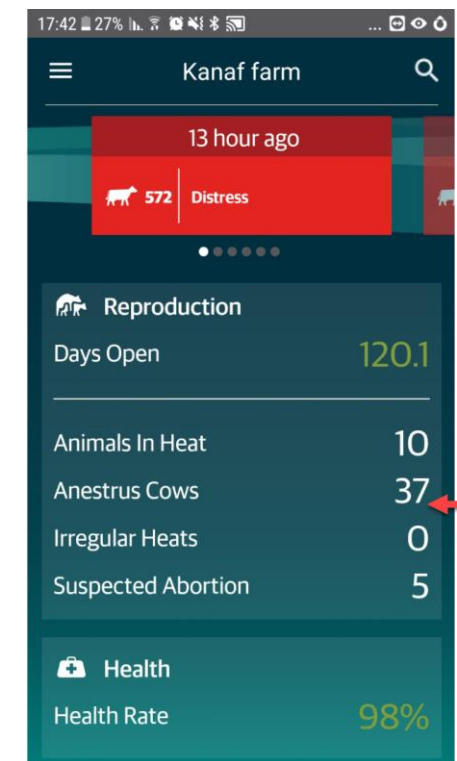 17:42 27% ...
Kanaf farm
13 hour ago
572 Distress
Reproduction
Days Open 120.1
Animals In Heat 10
Anestrus Cows 37
Irregular Heats 0
Suspected Abortion 5
Health
Health Rate 98%